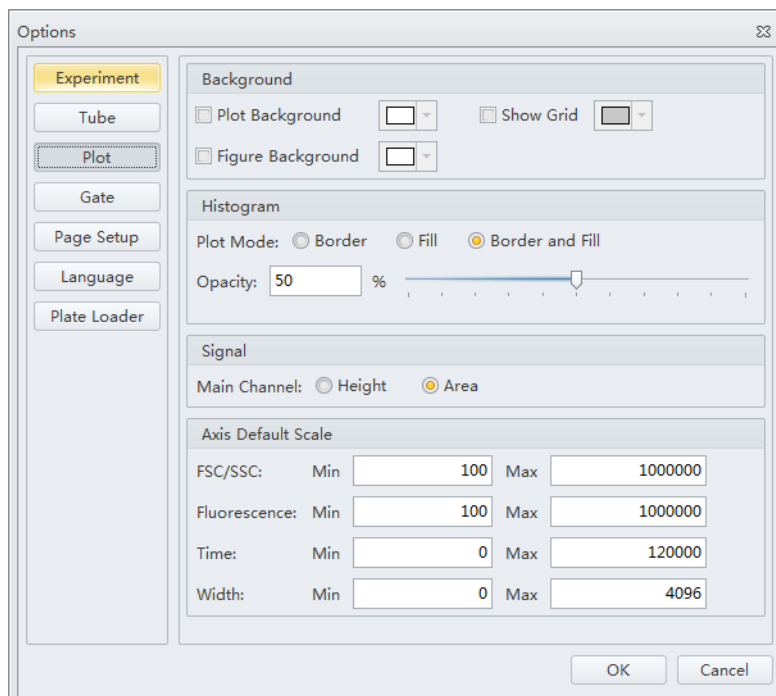 Options
Experiment
Tube
Plot
Gate
Page Setup
Language
Plate Loader
Background
Plot Background
Show Grid
Figure Background
Histogram
Plot Mode: Border Fill Border and Fill
Opacity: 50 %
Signal
Main Channel: Height Area
Axis Default Scale
FSC/SSC: Min 100 Max 1000000
Fluorescence: Min 100 Max 1000000
Time: Min 0 Max 120000
Width: Min 0 Max 4096
OK Cancel